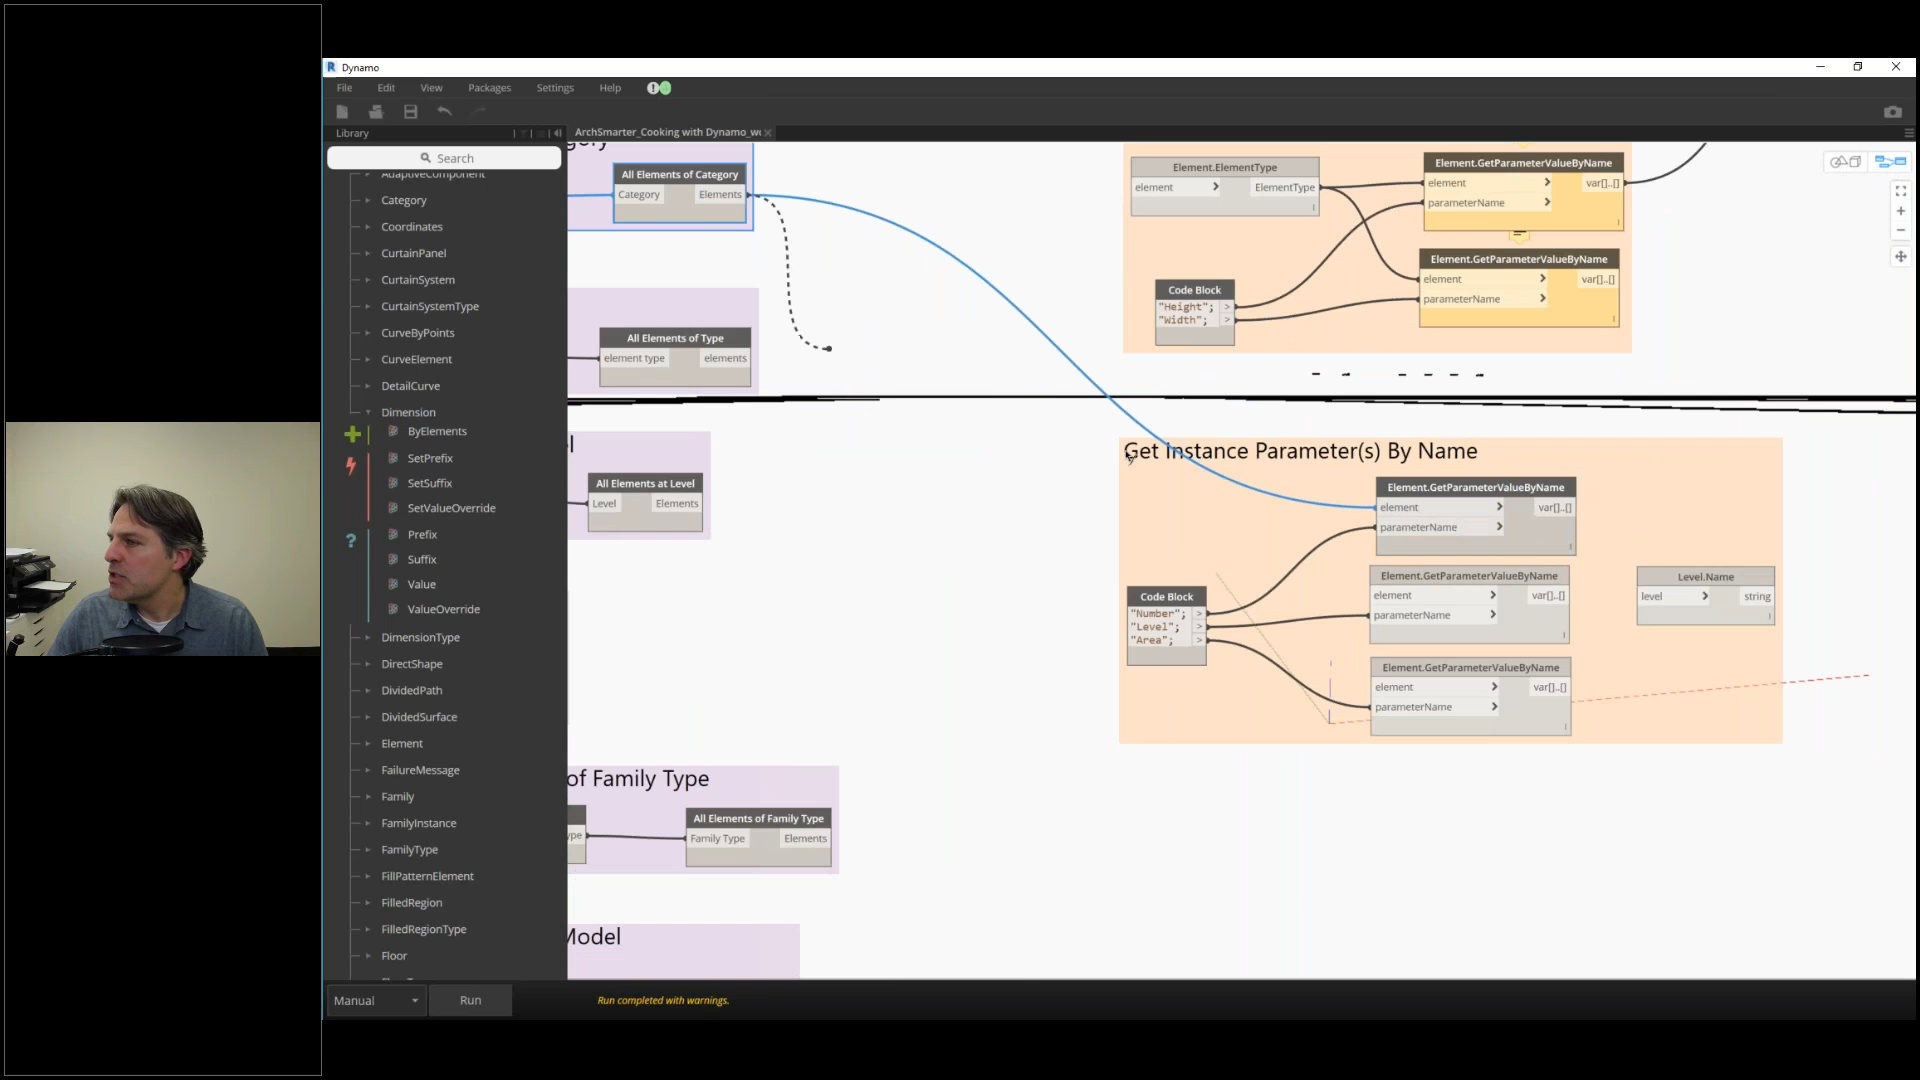 Dynamo
File Edit View Packages Settings Help
Library
ArchSmarter_Cooking with Dynamo_wo
Search
AdaptiveComponent
Category
Coordinates
CurtainPanel
CurtainSystem
CurtainSystemType
CurveByPoints
CurveElement
DetailCurve
Dimension
ByElements
SetPrefix
SetSuffix
SetValueOverride
Prefix
Suffix
Value
ValueOverride
DimensionType
DirectShape
DividedPath
DividedSurface
Element
FailureMessage
Family
FamilyInstance
FamilyType
FillPatternElement
FilledRegion
FilledRegionType
Floor
All Elements of Category
Category Elements
All Elements of Type
element type elements
All Elements at Level
Level Elements
of Family Type
ype
All Elements of Family Type
Family Type Elements
Model
Element.ElementType
element > ElementType
Element.GetParameterValueByName
element > var[]..[]
parameterName >
Element.GetParameterValueByName
element > var[]..[]
parameterName >
Code Block
"Height"; >
"Width"; >
Get Instance Parameter(s) By Name
Element.GetParameterValueByName
element > var[]..[]
parameterName >
Code Block
"Number"; >
"Level"; >
"Area"; >
Element.GetParameterValueByName
element > var[]..[]
parameterName >
Element.GetParameterValueByName
element > var[]..[]
parameterName >
Level.Name
level > string
Manual Run
Run completed with warnings.